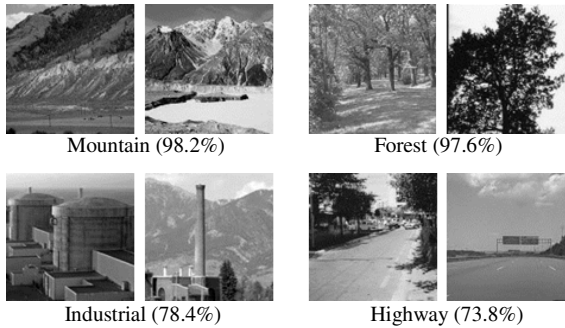 Mountain (98.2%)
Forest (97.6%)
Industrial (78.4%)
Highway (73.8%)